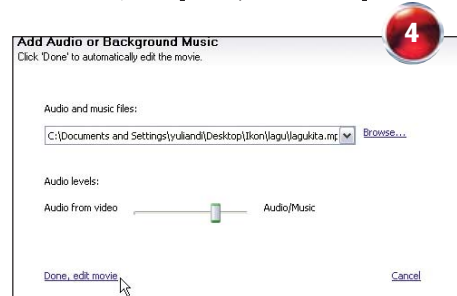 4
Add Audio or Background Music
Click 'Done' to automatically edit the movie.
Audio and music files:
C:\Documents and Settings\yuliandi\Desktop\Ikon\lagu\lagukita.mp
Browse...
Audio levels:
Audio from video
Audio/Music
Done, edit movie
Cancel